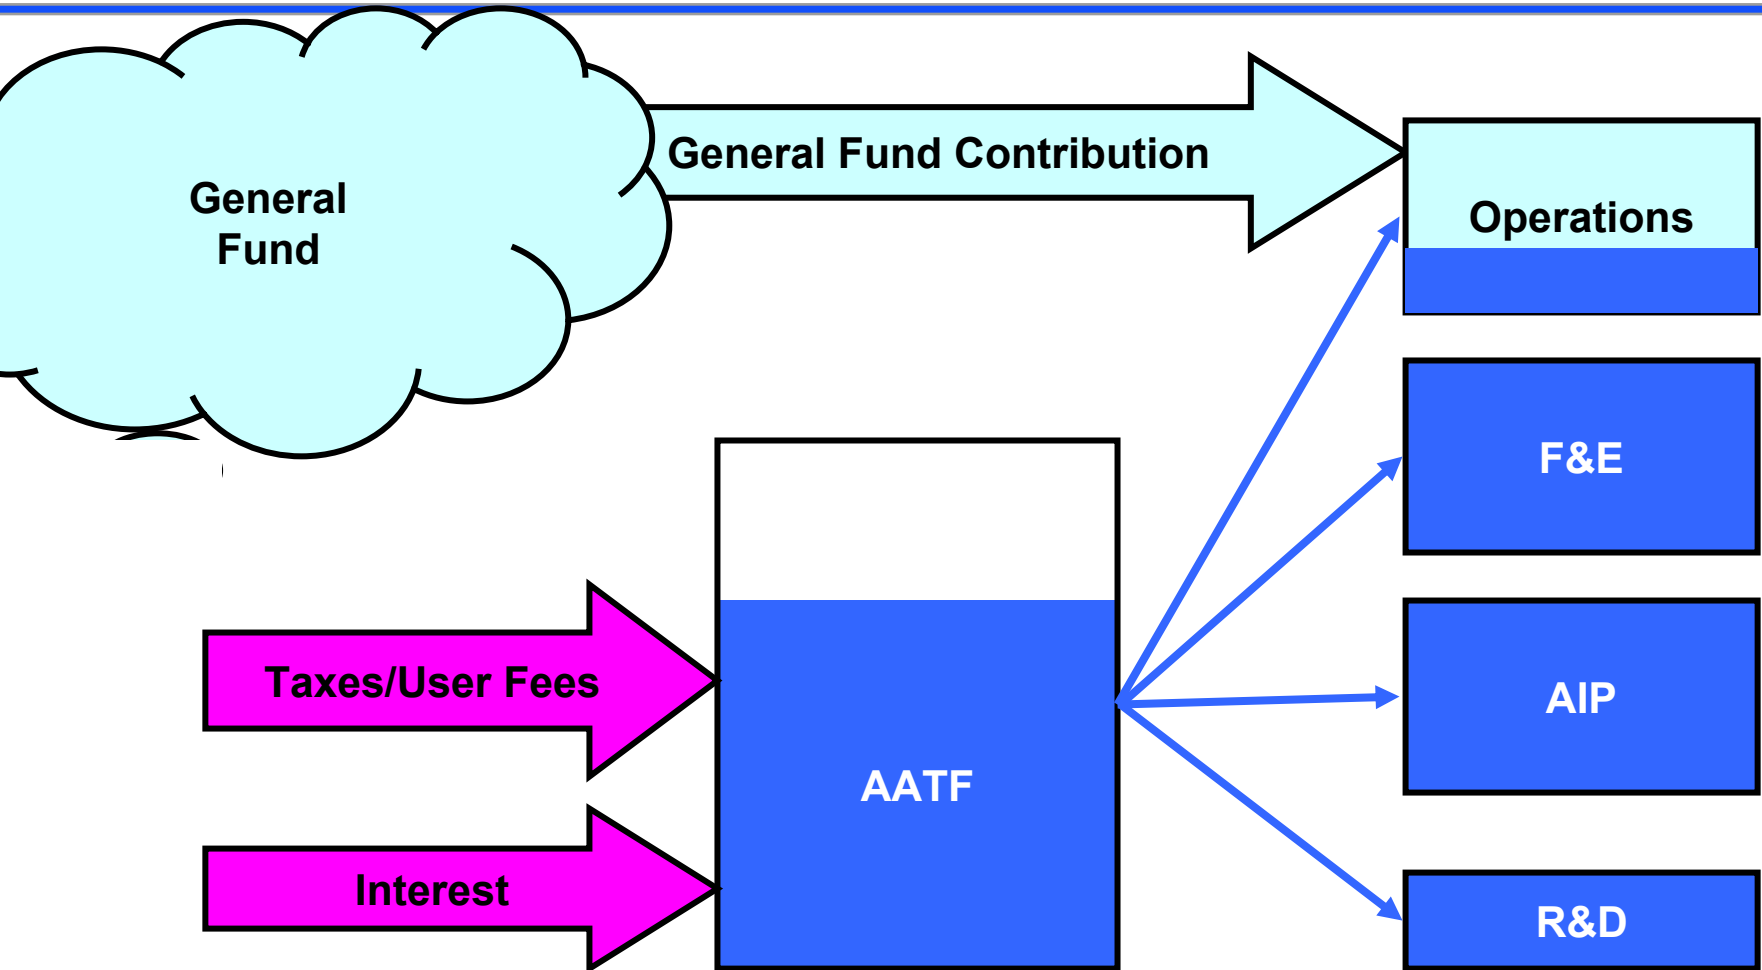 General Fund Contribution
General
Fund
Operations
F&E
Taxes/User Fees
AIP
AATF
Interest
R&D